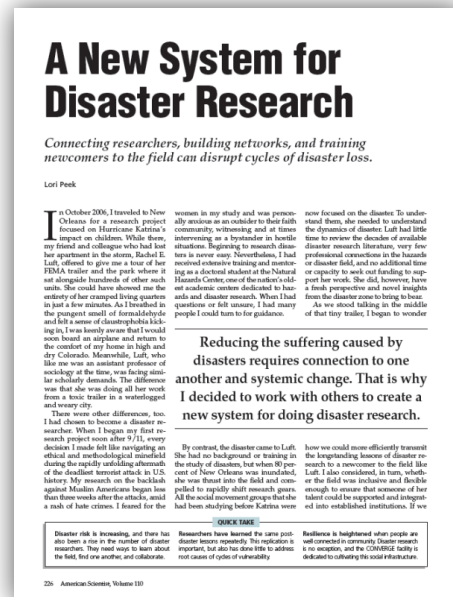 A New System for
Disaster Research
Connecting researchers, building networks, and training
newcomers to the field can disrupt cycles of disaster loss.
Lori Peek
In October 2006, I traveled to New
Orleans for a research project
focused on Hurricane Katrina's
impact on children. While there,
my friend and colleague who had lost
her apartment in the storm, Rachel E.
Luft, offered to give me a tour of her
FEMA trailer and the park where it
sat alongside hundreds of other such
units. She could have showed me the
entirety of her cramped living quarters
in just a few minutes. As I breathed in
the pungent smell of formaldehyde
and felt a sense of claustrophobia kick-
ing in, I was keenly aware that I would
soon board an airplane and return to
the comfort of my home in high and
dry Colorado. Meanwhile, Luft, who
like me was an assistant professor of
sociology at the time, was facing simi-
lar scholarly demands. The difference
was that she was doing all her work
from a toxic trailer in a waterlogged
and weary city.
There were other differences, too.
I had chosen to become a disaster re-
searcher. When I began my first re-
search project soon after 9/11, every
decision I made felt like navigating an
ethical and methodological minefield
during the rapidly unfolding aftermath
of the deadliest terrorist attack in U.S.
history. My research on the backlash
against Muslim Americans began less
than three weeks after the attacks, amid
a rash of hate crimes. I feared for the
women in my study and was person-
ally anxious as an outsider to their faith
community, witnessing and at times
intervening as a bystander in hostile
situations. Beginning to research disas-
ters is never easy. Nevertheless, I had
received extensive training and mentor-
ing as a doctoral student at the Natural
Hazards Center, one of the nation's old-
est academic centers dedicated to haz-
ards and disaster research. When I had
questions or felt unsure, I had many
people I could turn to for guidance.
By contrast, the disaster came to Luft.
She had no background or training in
the study of disasters, but when 80 per-
cent of New Orleans was inundated,
she was thrust into the field and com-
pelled to rapidly shift research gears.
All the social movement groups that she
had been studying before Katrina were
now focused on the disaster. To under-
stand them, she needed to understand
the dynamics of disaster. Luft had little
time to review the decades of available
disaster research literature, very few
professional connections in the hazards
or disaster field, and no additional time
or capacity to seek out funding to sup-
port her work. She did, however, have
a fresh perspective and novel insights
from the disaster zone to bring to bear.
As we stood talking in the middle
of that tiny trailer, I began to wonder
Reducing the suffering caused by
disasters requires connection to one
another and systemic change. That is why
I decided to work with others to create a
new system for doing disaster research.
how we could more efficiently transmit
the longstanding lessons of disaster re-
search to a newcomer to the field like
Luft. I also considered, in turn, wheth-
er the field was inclusive and flexible
enough to ensure that someone of her
talent could be supported and integrat-
ed into established institutions. If we
QUICK TAKE
Disaster risk is increasing, and there has
also been a rise in the number of disaster
researchers. They need ways to learn about
the field, find one another, and collaborate.
Researchers have learned the same post-
disaster lessons repeatedly. This replication is
important, but also has done little to address
root causes of cycles of vulnerability.
Resilience is heightened when people are
well connected in community. Disaster research
is no exception, and the CONVERGE facility is
dedicated to cultivating this social infrastructure.
226 American Scientist, Volume 110